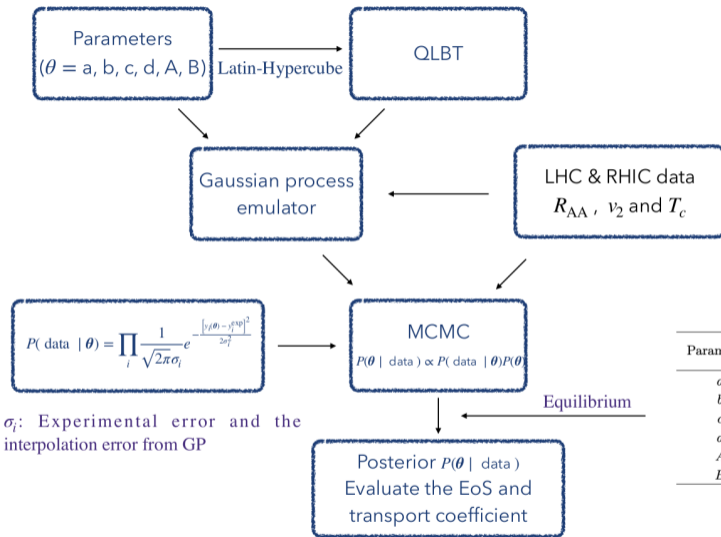 Parameters
(θ = a, b, c, d, A, B)
Latin-Hypercube
QLBT
Gaussian process
emulator
LHC & RHIC data
R_AA , v_2 and T_c
P( data | θ) = ∏_i 1/(√(2π)σ_i) e^{-[y_i(θ) − y_i^exp]^2 / 2σ_i^2}
MCMC
P(θ | data ) ∝ P( data | θ)P(θ)
σ_i: Experimental error and the
interpolation error from GP
Equilibrium
Posterior P(θ | data )
Evaluate the EoS and
transport coefficient
Param
b